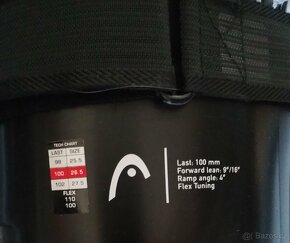 TECH CHART
LAST SIZE
98 25.5
100 26.5
102 27.5
FLEX
110
100
Last: 100 mm
Forward lean: 9°/16°
Ramp angle: 4°
Flex Tuning